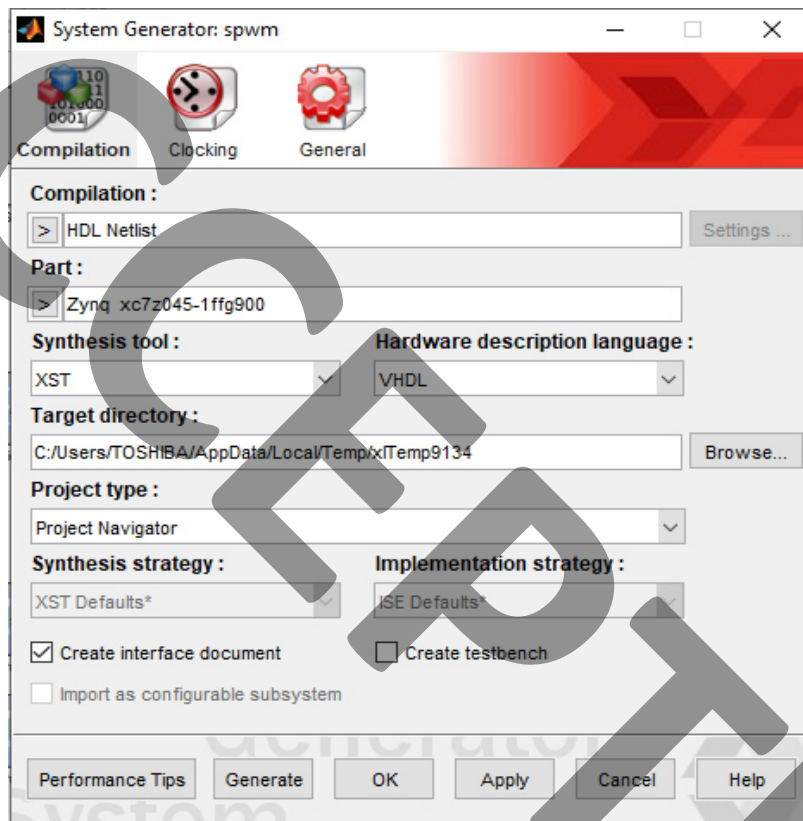 System Generator: spwm
Compilation Clocking General
Compilation :
> HDL Netlist Settings ...
Part :
> Zynq xc7z045-1ffg900
Synthesis tool : Hardware description language :
XST VHDL
Target directory :
C:/Users/TOSHIBA/AppData/Local/Temp/xlTemp9134 Browse...
Project type :
Project Navigator
Synthesis strategy : Implementation strategy :
XST Defaults* ISE Defaults*
Create interface document Create testbench
Import as configurable subsystem
Generator
Performance Tips Generate OK Apply Cancel Help
System
CCEPT